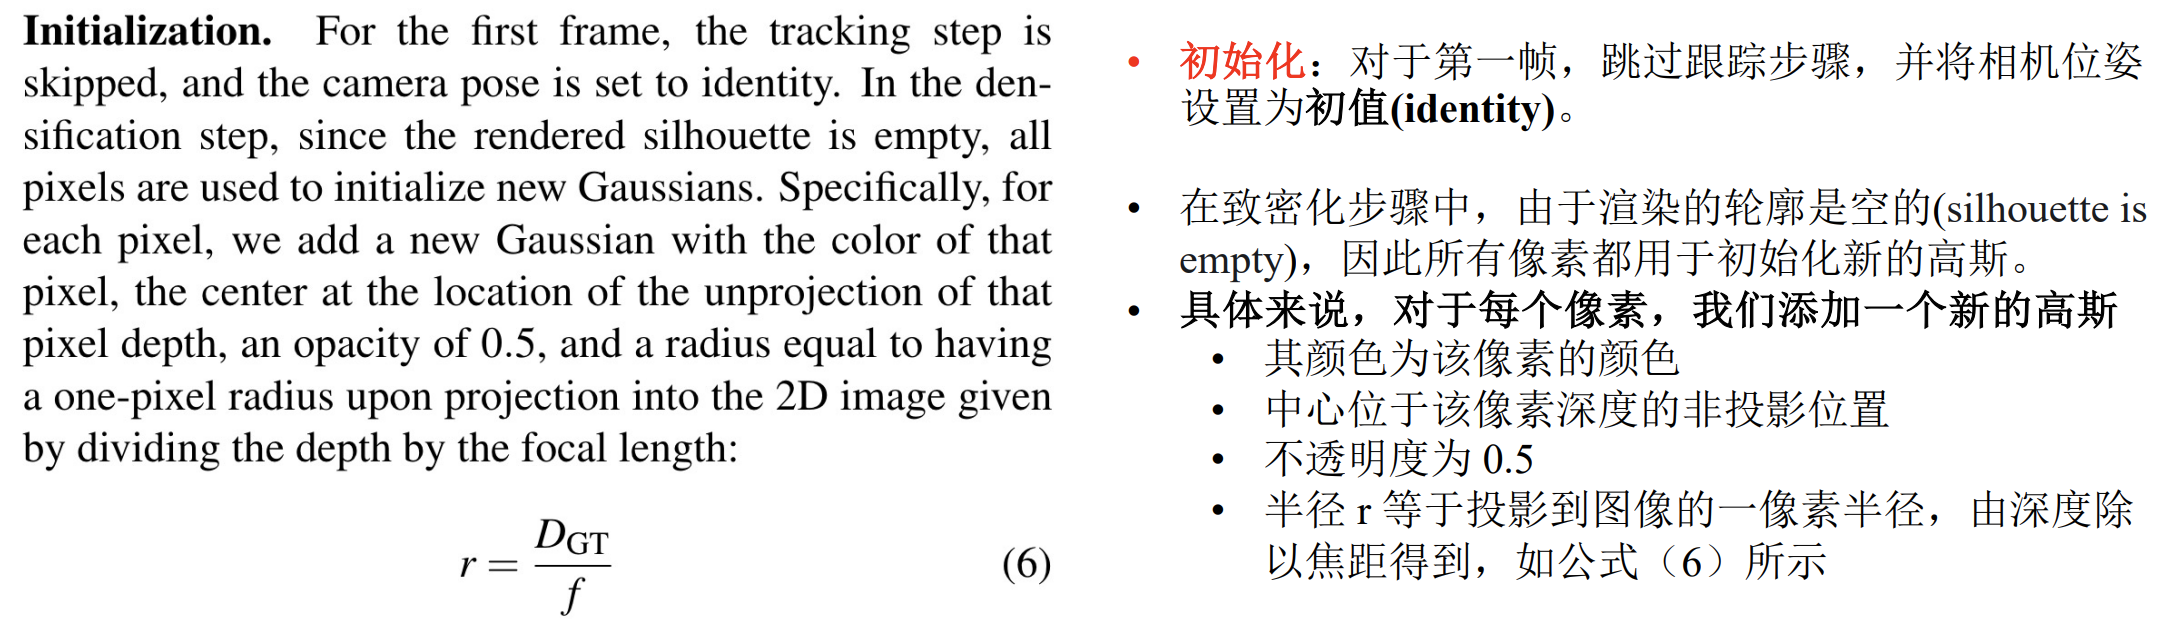 Initialization. For the first frame, the tracking step is
skipped, and the camera pose is set to identity. In the den-
sification step, since the rendered silhouette is empty, all
pixels are used to initialize new Gaussians. Specifically, for
each pixel, we add a new Gaussian with the color of that
pixel, the center at the location of the unprojection of that
pixel depth, an opacity of 0.5, and a radius equal to having
a one-pixel radius upon projection into the 2D image given
by dividing the depth by the focal length:
r = D_GT / f (6)
• 初始化：对于第一帧，跳过跟踪步骤，并将相机位姿
设置为初值(identity)。
• 在致密化步骤中，由于渲染的轮廓是空的(silhouette is
empty)，因此所有像素都用于初始化新的高斯。
• 具体来说，对于每个像素，我们添加一个新的高斯
• 其颜色为该像素的颜色
• 中心位于该像素深度的非投影位置
• 不透明度为 0.5
• 半径 r 等于投影到图像的一像素半径，由深度除
以焦距得到，如公式（6）所示